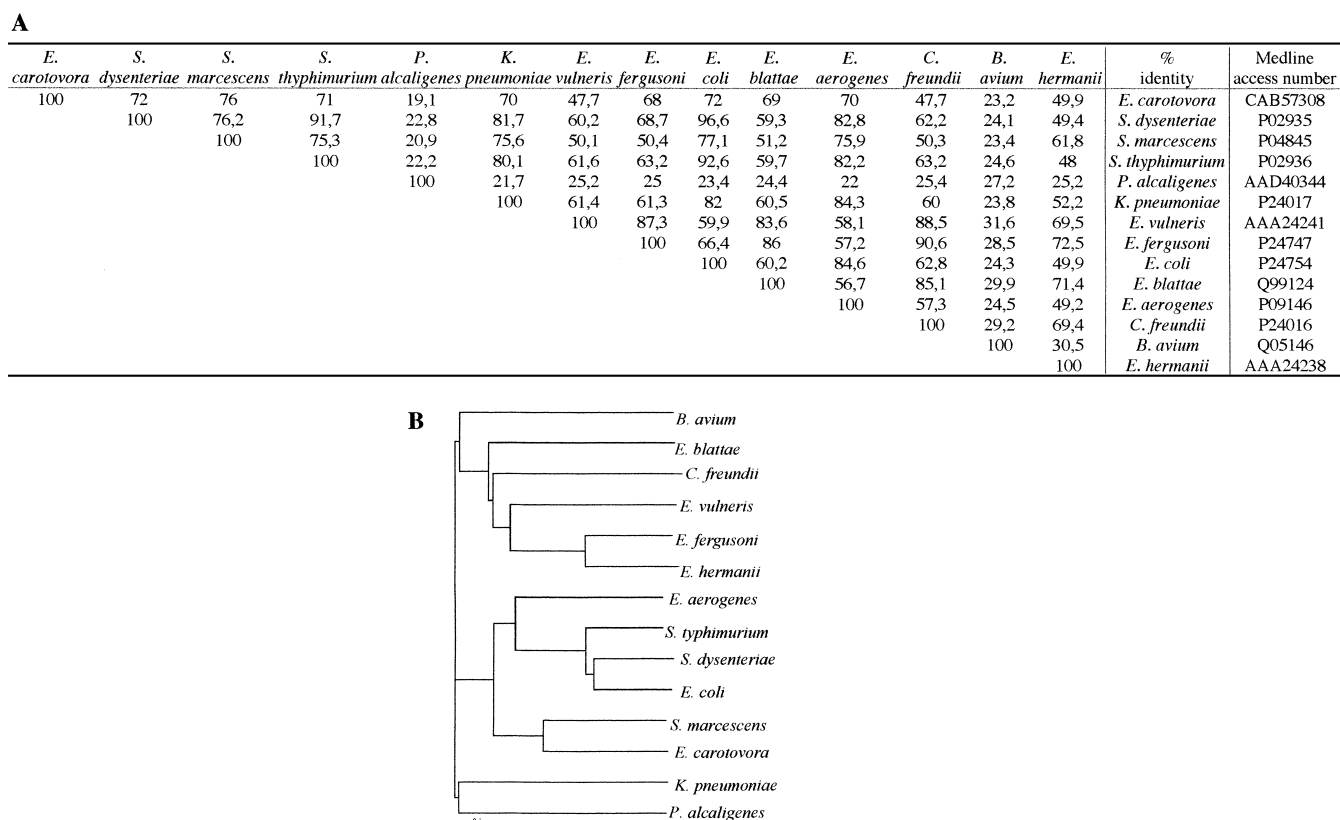 A
E. S. S. S. P. K. E. E. E. E. E. C. B. E. % Medline
carotovora dysenteriae marcescens thyphimurium alcaligenes pneumoniae vulneris fergusoni coli blattae aerogenes freundii avium hermanii identity access number
100 72 76 71 19,1 70 47,7 68 72 69 70 47,7 23,2 49,9 E. carotovora CAB57308
100 76,2 91,7 22,8 81,7 60,2 68,7 96,6 59,3 82,8 62,2 24,1 49,4 S. dysenteriae P02935
100 75,3 20,9 75,6 50,1 50,4 77,1 51,2 75,9 50,3 23,4 61,8 S. marcescens P04845
100 22,2 80,1 61,6 63,2 92,6 59,7 82,2 63,2 24,6 48 S. thyphimurium P02936
100 21,7 25,2 25 23,4 24,4 22 25,4 27,2 25,2 P. alcaligenes AAD40344
100 61,4 61,3 82 60,5 84,3 60 23,8 52,2 K. pneumoniae P24017
100 87,3 59,9 83,6 58,1 88,5 31,6 69,5 E. vulneris AAA24241
100 66,4 86 57,2 90,6 28,5 72,5 E. fergusoni P24747
100 60,2 84,6 62,8 24,3 49,9 E. coli P24754
100 56,7 85,1 29,9 71,4 E. blattae Q99124
100 57,3 24,5 49,2 E. aerogenes P09146
100 29,2 69,4 C. freundii P24016
100 30,5 B. avium Q05146
100 E. hermanii AAA24238
B
B. avium
E. blattae
C. freundii
E. vulneris
E. fergusoni
E. hermanii
E. aerogenes
S. typhimurium
S. dysenteriae
E. coli
S. marcescens
E. carotovora
K. pneumoniae
P. alcaligenes